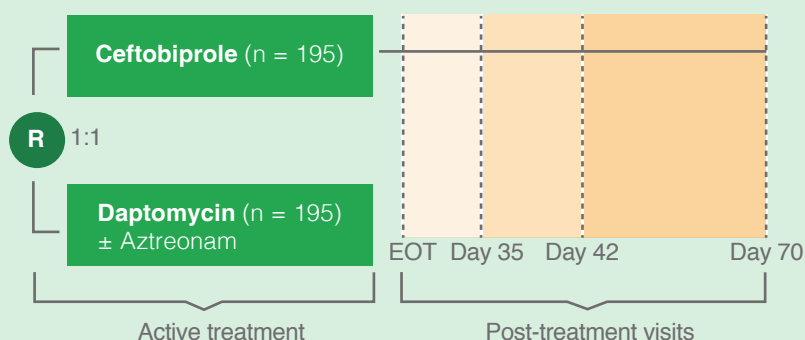 Ceftobiprole (n = 195)
R 1:1
Daptomycin (n = 195)
± Aztreonam
EOT Day 35 Day 42 Day 70
Active treatment Post-treatment visits